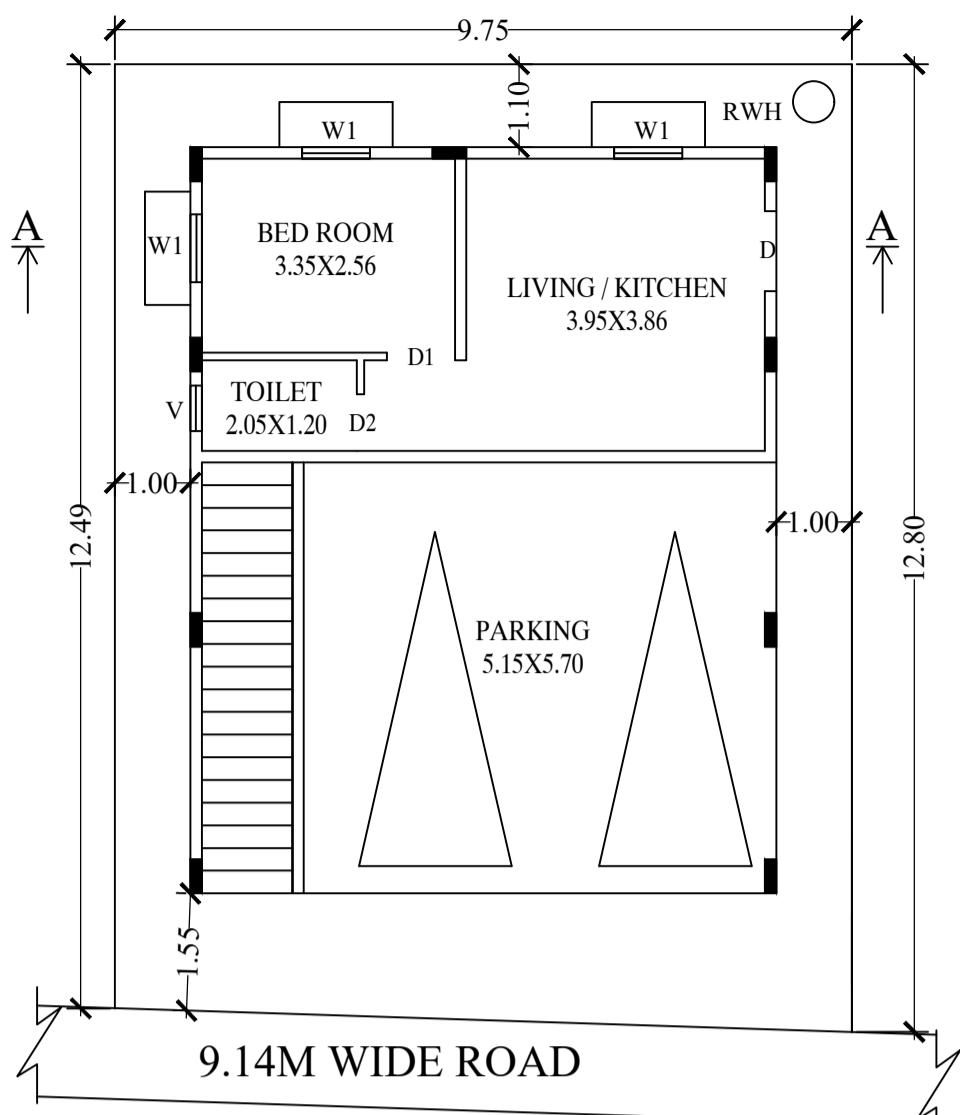 9.75
1.10
RWH
W1
W1
A
W1
BED ROOM
3.35X2.56
LIVING / KITCHEN
3.95X3.86
D
A
D1
TOILET
2.05X1.20
V
D2
1.00
12.49
1.00
12.80
PARKING
5.15X5.70
1.55
9.14M WIDE ROAD